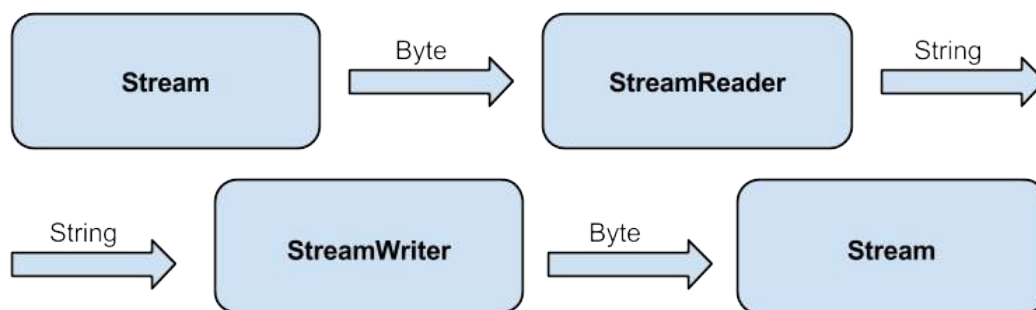 Stream
Byte
StreamReader
String
String
StreamWriter
Byte
Stream